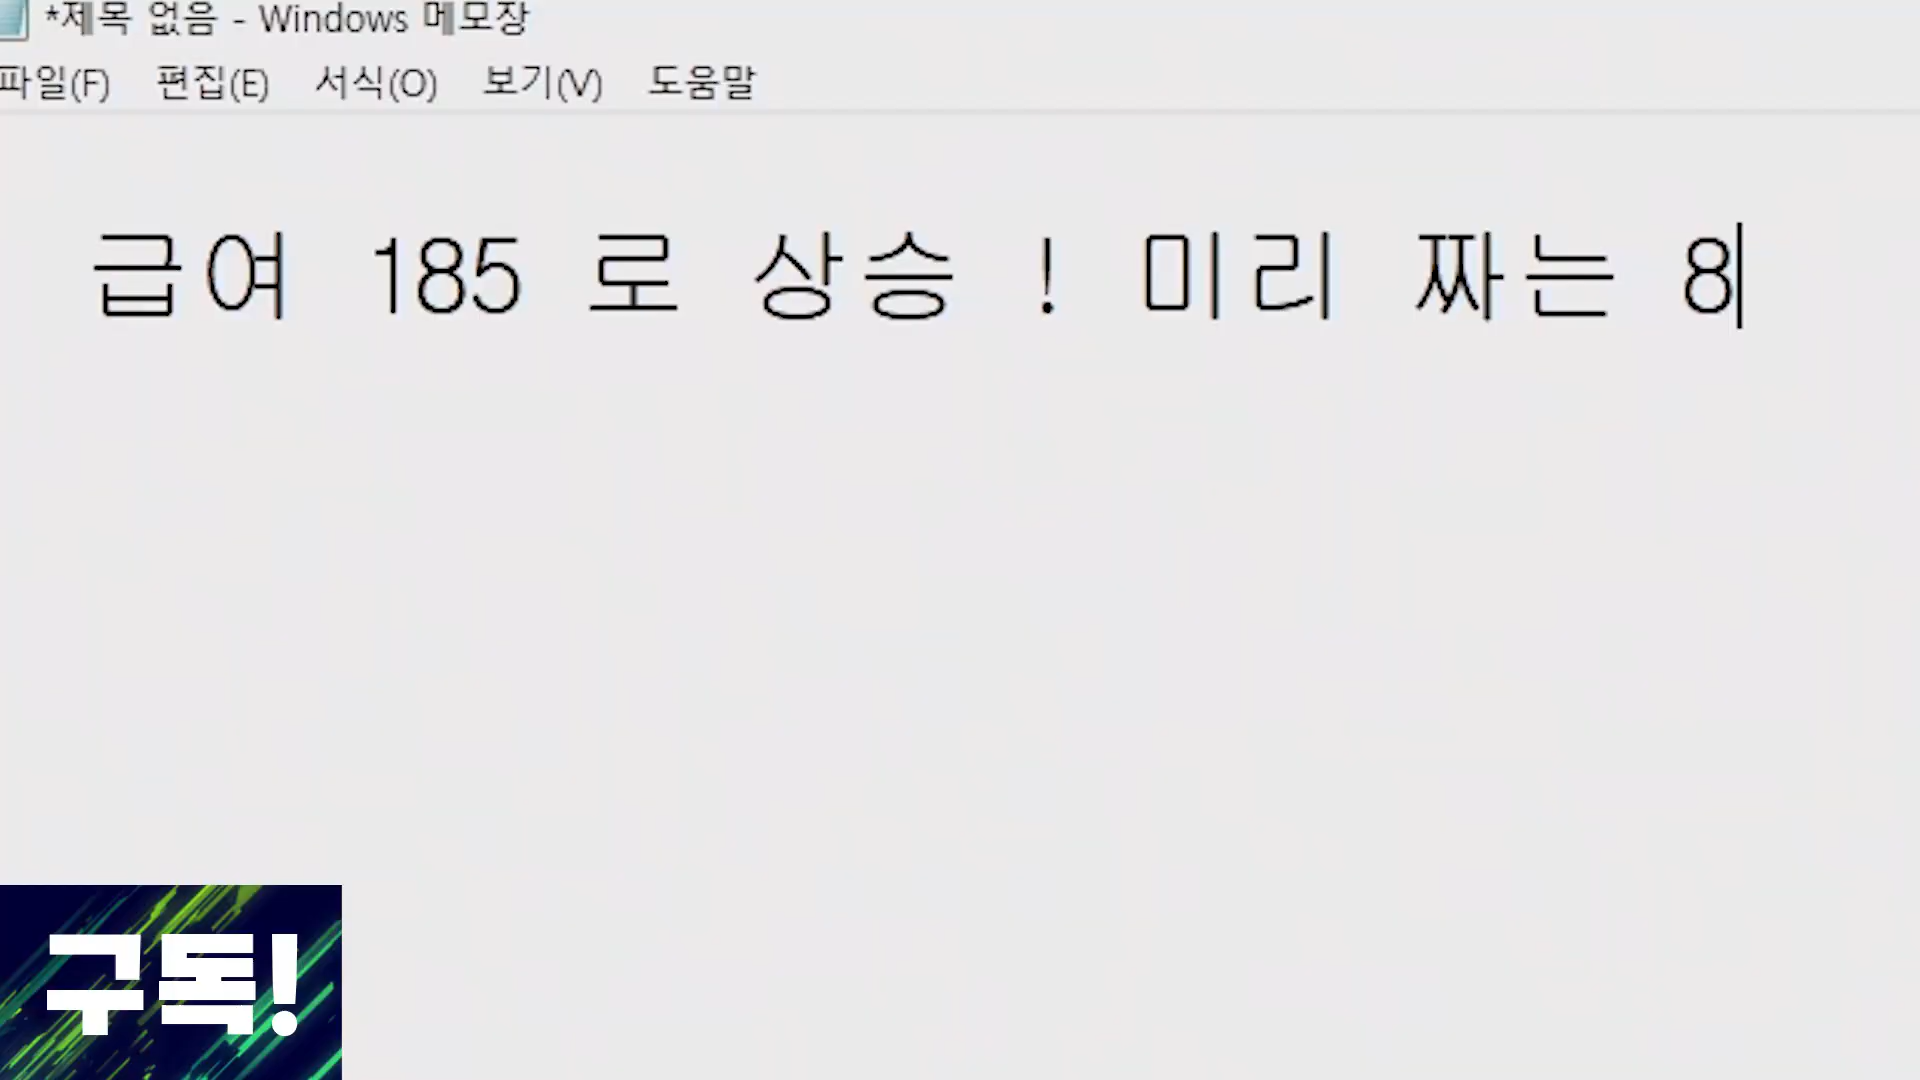 *제목 없음 - Windows 메모장
파일(F) 편집(E) 서식(O) 보기(V) 도움말
급여 185 로 상승 ! 미리 짜는 8
구독!